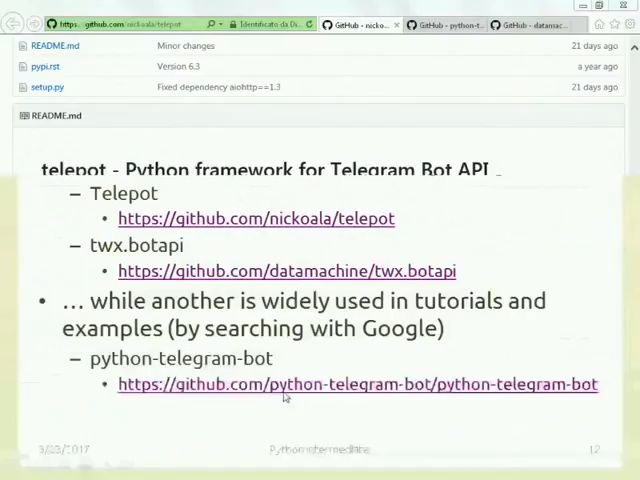 https://github.com/nickoala/telepot
Identificato da Di...
GitHub - nicko...
GitHub - python-t...
GitHub - datamac...
README.md Minor changes 21 days ago
pypi.rst Version 6.3 a year ago
setup.py Fixed dependency aiohttp==1.3 21 days ago
README.md
telepot - Python framework for Telegram Bot API
– Telepot
• https://github.com/nickoala/telepot
– twx.botapi
• https://github.com/datamachine/twx.botapi
• … while another is widely used in tutorials and
examples (by searching with Google)
– python-telegram-bot
• https://github.com/python-telegram-bot/python-telegram-bot
12